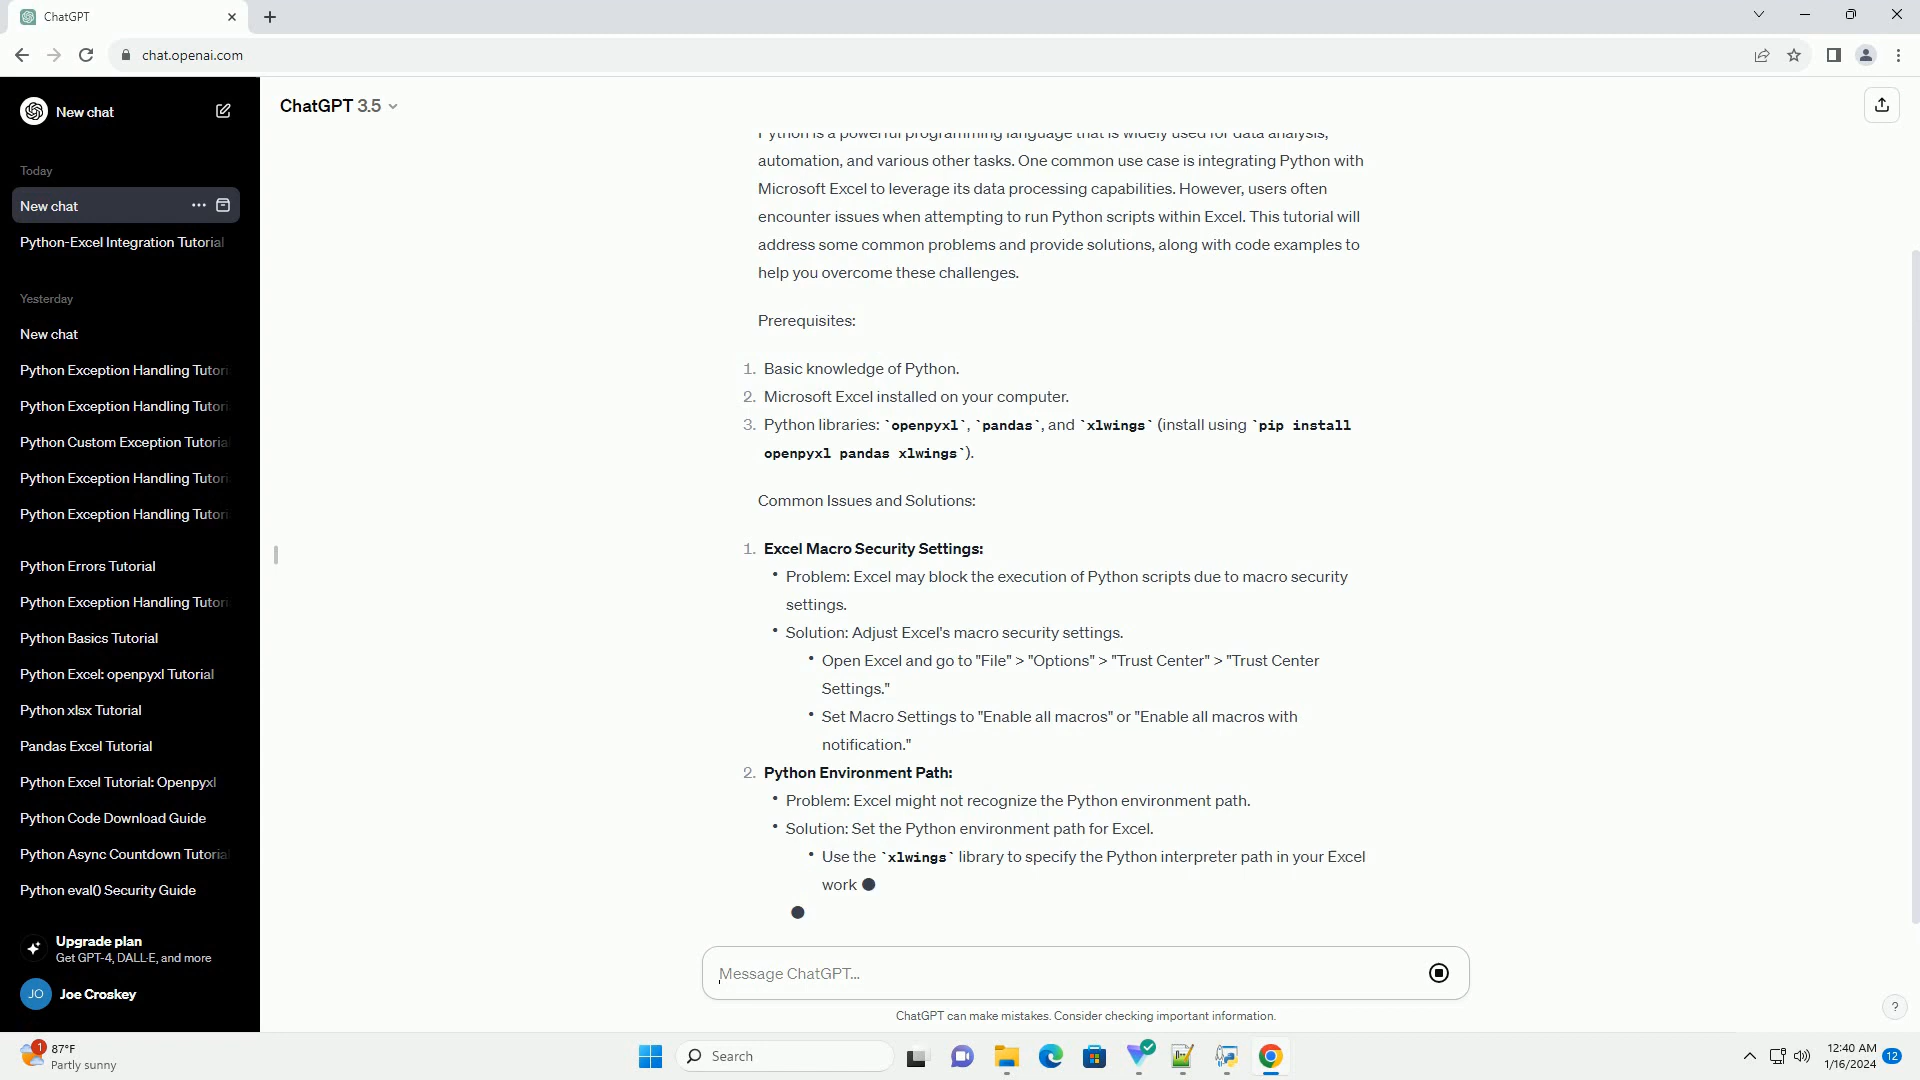 ChatGPT
chat.openai.com
New chat
Today
New chat
Python-Excel Integration Tutorial
Yesterday
New chat
Python Exception Handling Tutori
Python Exception Handling Tutori
Python Custom Exception Tutoria
Python Exception Handling Tutori
Python Exception Handling Tutori
Python Errors Tutorial
Python Exception Handling Tutori
Python Basics Tutorial
Python Excel: openpyxl Tutorial
Python xlsx Tutorial
Pandas Excel Tutorial
Python Excel Tutorial: Openpyxl
Python Code Download Guide
Python Async Countdown Tutoria
Python eval() Security Guide
Upgrade plan
Get GPT-4, DALL·E, and more
JO Joe Croskey
ChatGPT 3.5
Python is a powerful programming language that is widely used for data analysis,
automation, and various other tasks. One common use case is integrating Python with
Microsoft Excel to leverage its data processing capabilities. However, users often
encounter issues when attempting to run Python scripts within Excel. This tutorial will
address some common problems and provide solutions, along with code examples to
help you overcome these challenges.
Prerequisites:
1. Basic knowledge of Python.
2. Microsoft Excel installed on your computer.
3. Python libraries: `openpyxl`, `pandas`, and `xlwings` (install using `pip install
openpyxl pandas xlwings`).
Common Issues and Solutions:
1. Excel Macro Security Settings:
• Problem: Excel may block the execution of Python scripts due to macro security
settings.
• Solution: Adjust Excel's macro security settings.
• Open Excel and go to "File" > "Options" > "Trust Center" > "Trust Center
Settings."
• Set Macro Settings to "Enable all macros" or "Enable all macros with
notification."
2. Python Environment Path:
• Problem: Excel might not recognize the Python environment path.
• Solution: Set the Python environment path for Excel.
• Use the `xlwings` library to specify the Python interpreter path in your Excel
work
Message ChatGPT...
ChatGPT can make mistakes. Consider checking important information.
?
1
87°F
Partly sunny
Search
12:40 AM
1/16/2024
12